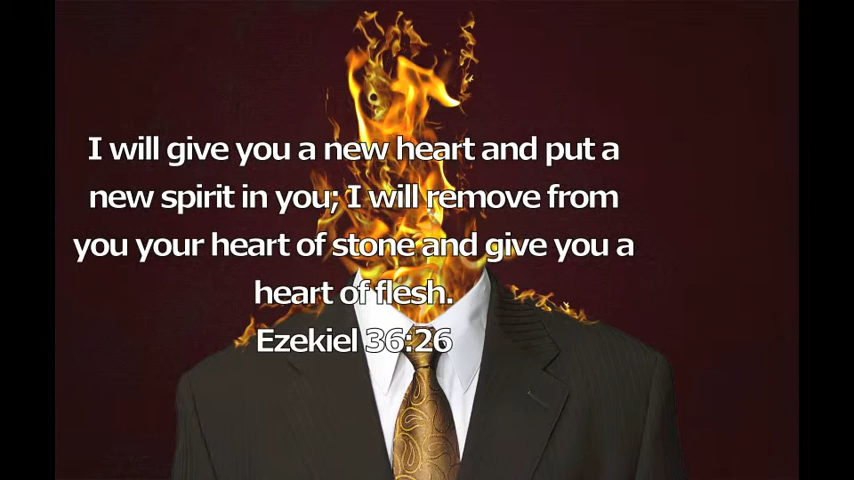 I will give you a new heart and put a
new spirit in you; I will remove from
you your heart of stone and give you a
heart of flesh.
Ezekiel 36:26